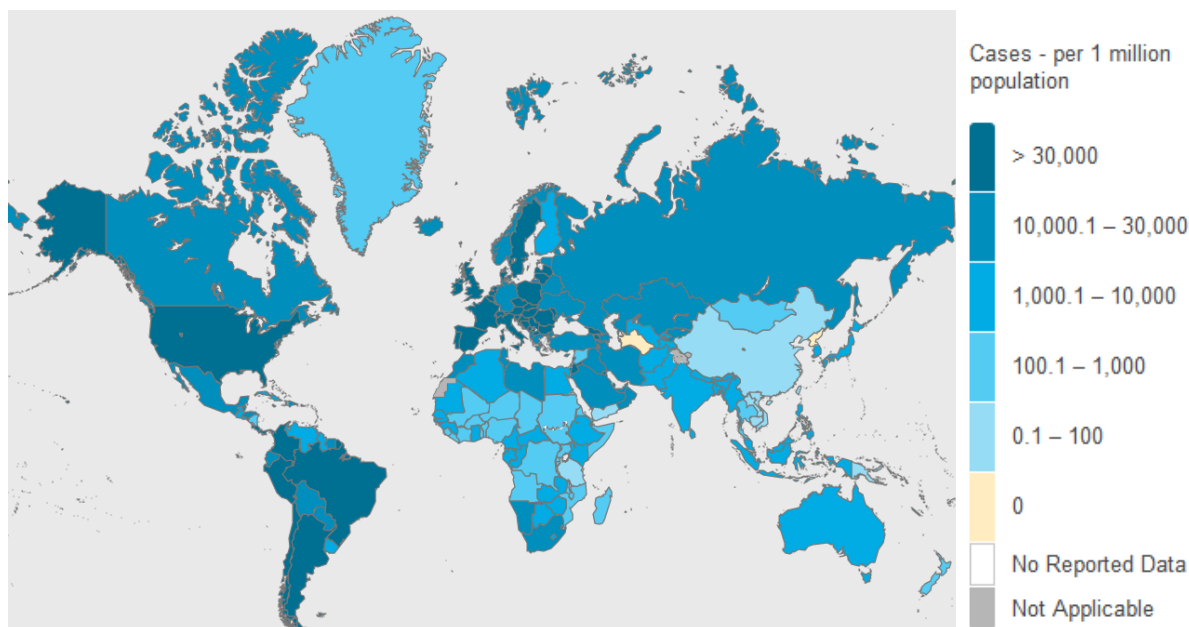 Cases - per 1 million
population
> 30,000
10,000.1 – 30,000
1,000.1 – 10,000
100.1 – 1,000
0.1 – 100
0
No Reported Data
Not Applicable